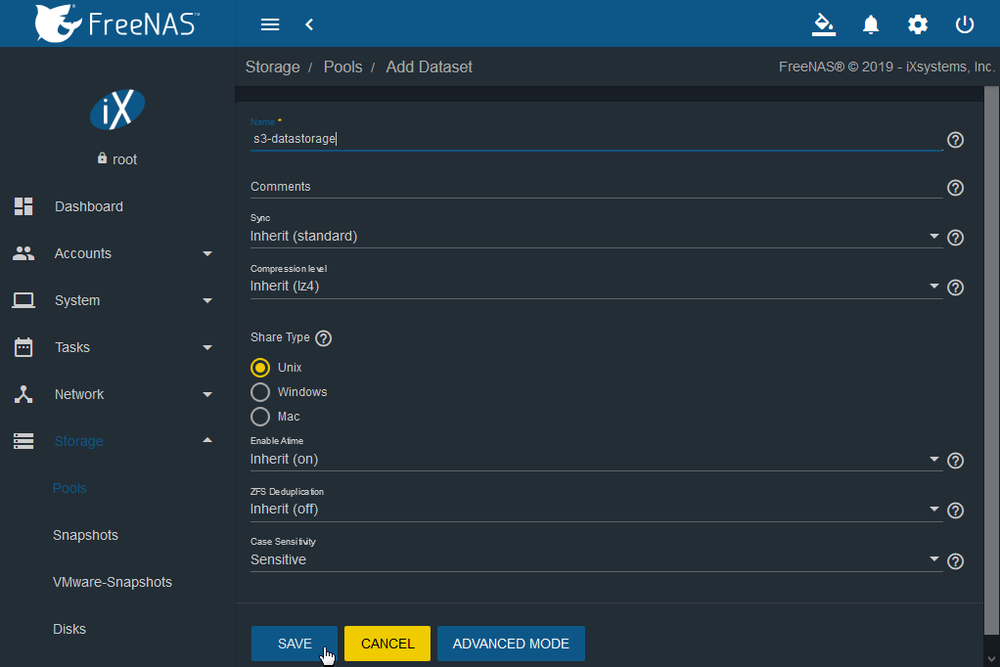 FreeNAS™
Storage / Pools / Add Dataset
FreeNAS® © 2019 - iXsystems, Inc.
iX
root
Dashboard
Accounts
System
Tasks
Network
Storage
Pools
Snapshots
VMware-Snapshots
Disks
Name *
s3-datastorage
Comments
Sync
Inherit (standard)
Compression level
Inherit (lz4)
Share Type
Unix
Windows
Mac
Enable Atime
Inherit (on)
ZFS Deduplication
Inherit (off)
Case Sensitivity
Sensitive
SAVE CANCEL ADVANCED MODE